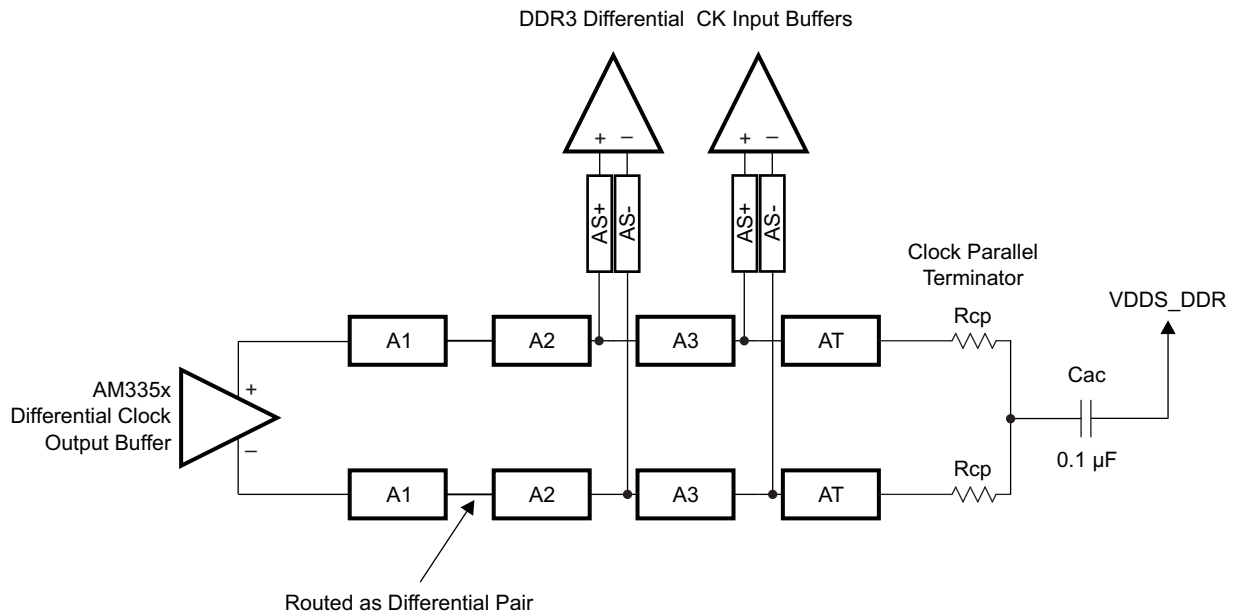 DDR3 Differential CK Input Buffers
+ −
+ −
AS+ AS-
AS+ AS-
Clock Parallel
Terminator
VDDS_DDR
Rcp
A1 A2 A3 AT
Cac
AM335x
Differential Clock
Output Buffer
+
−
0.1 µF
Rcp
A1 A2 A3 AT
Routed as Differential Pair